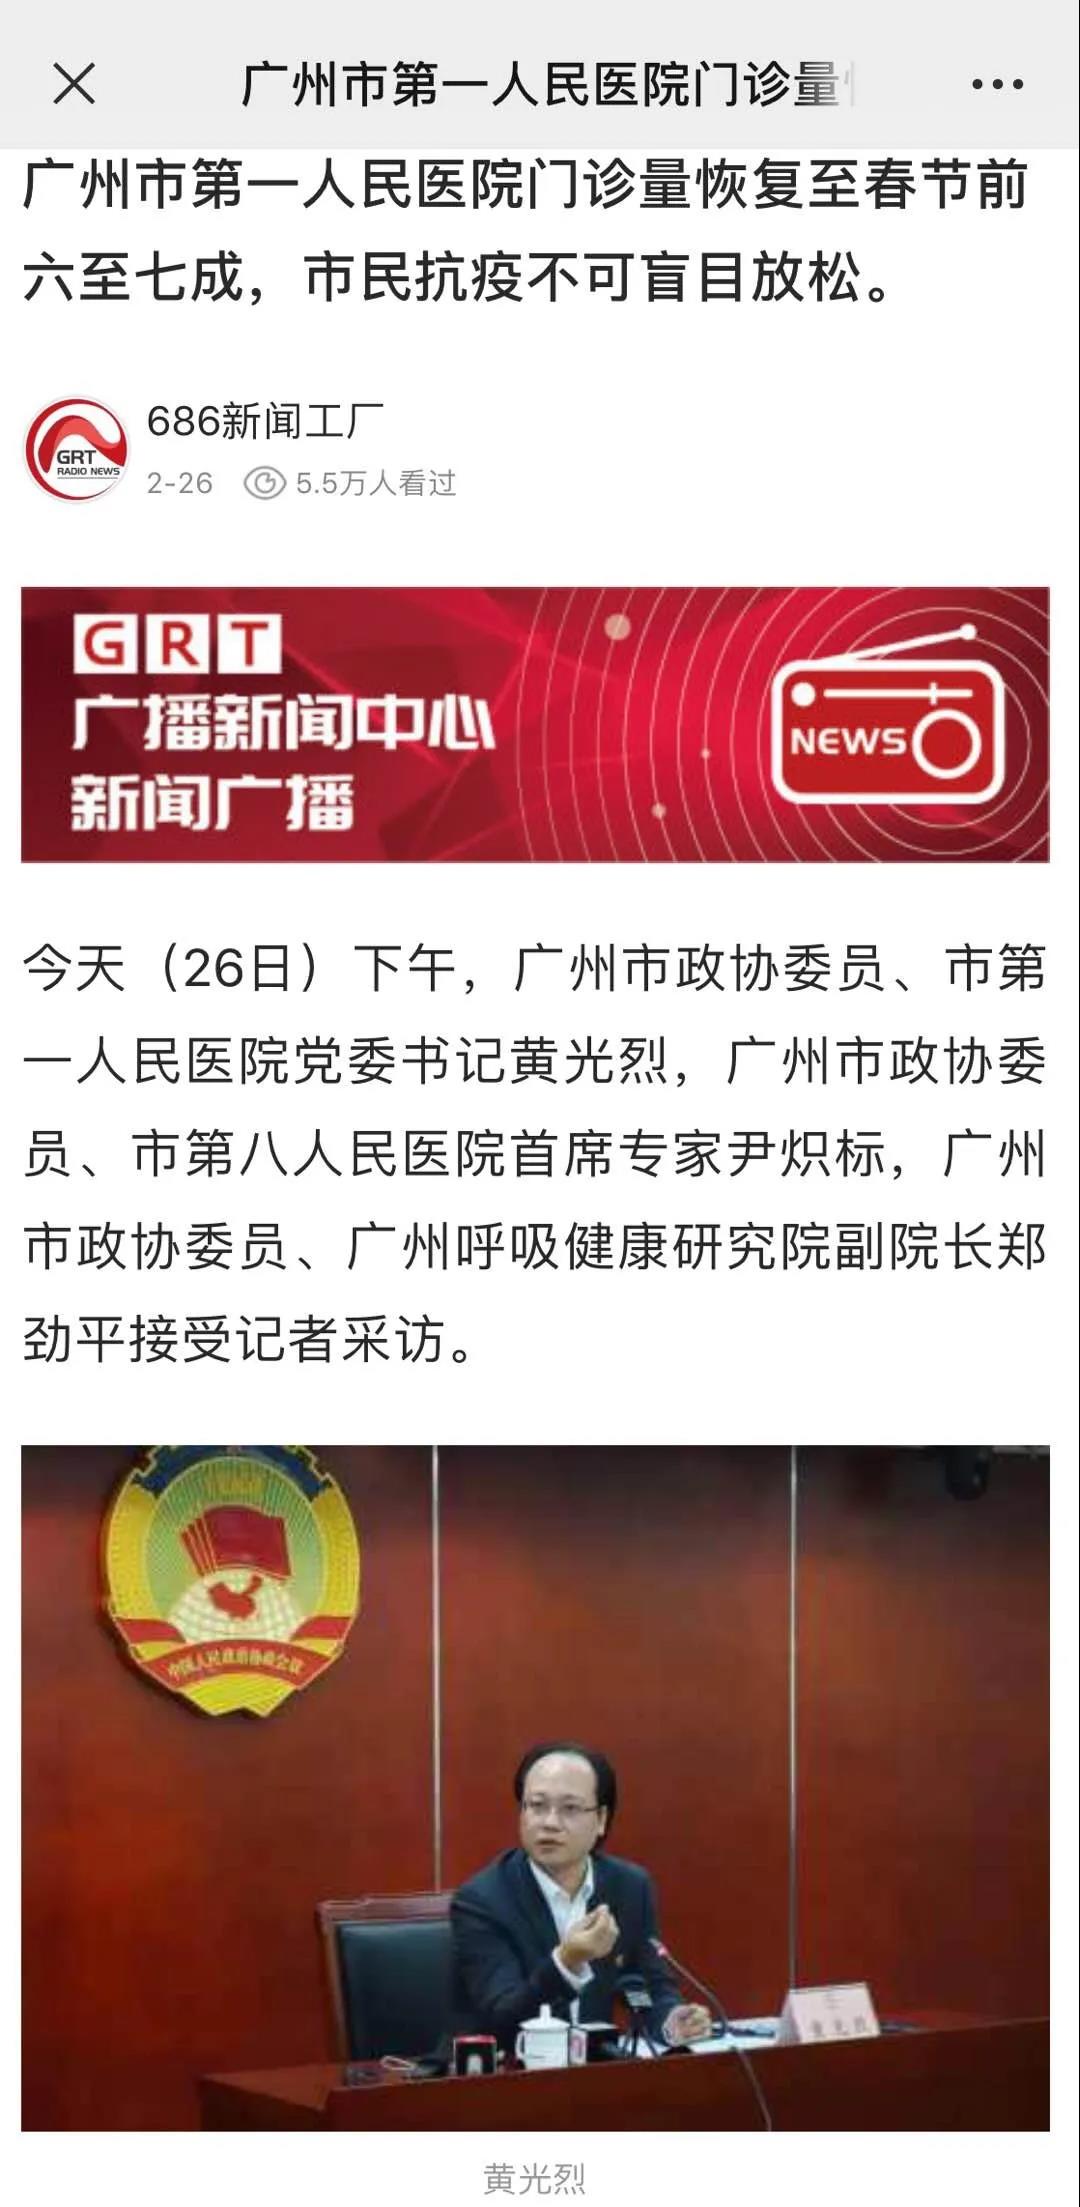 广州市第一人民医院门诊量
广州市第一人民医院门诊量恢复至春节前
六至七成，市民抗疫不可盲目放松。
686新闻工厂
GRT
RADIO NEWS
2-26 5.5万人看过
GRT
广播新闻中心
新闻广播
NEWS
今天（26日）下午，广州市政协委员、市第
一人民医院党委书记黄光烈，广州市政协委
员、市第八人民医院首席专家尹炽标，广州
市政协委员、广州呼吸健康研究院副院长郑
劲平接受记者采访。
中国人民政治协商会议
黄光烈